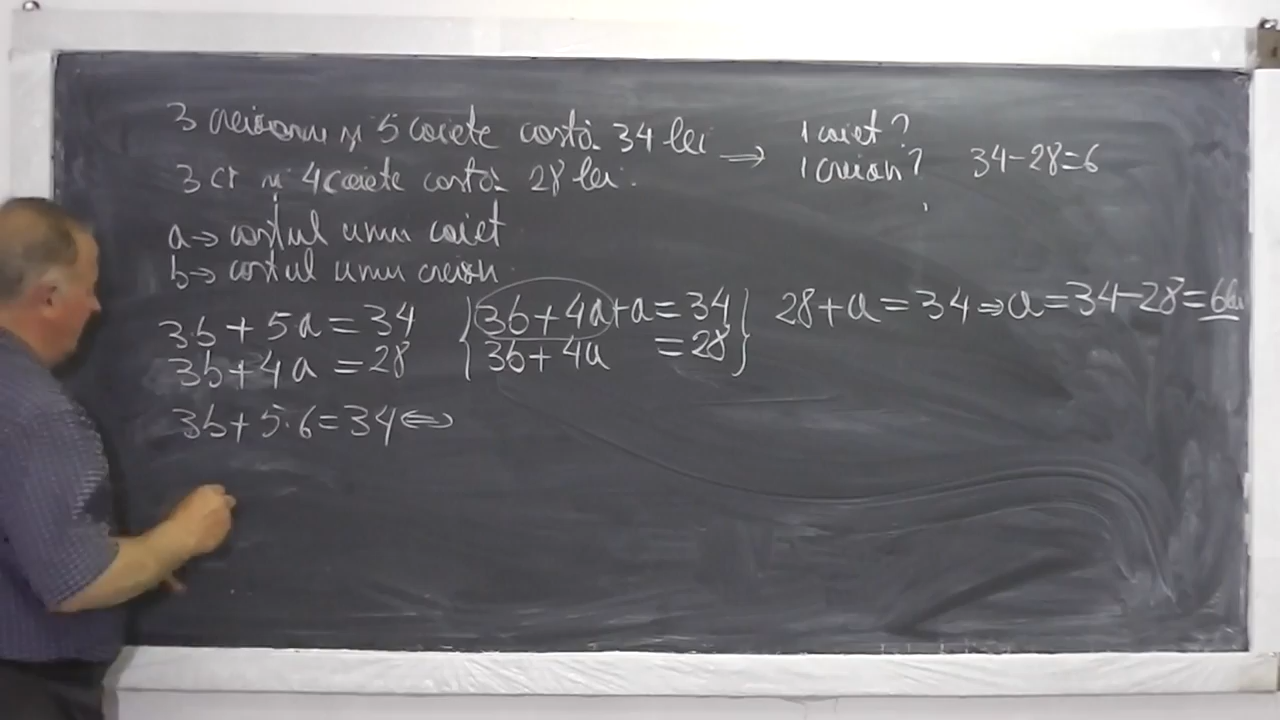 3 creioane și 5 caiete costă 34 lei ⇒ 1 caiet?
3 cr și 4 caiete costă 28 lei. 1 creion? 34-28=6
a→ costul unui caiet
b→ costul unui creion.
3b+5a=34 {3b+4a+a=34} 28+a=34⇒a=34-28=6lei
3b+4a=28 {3b+4a =28}
3b+5·6=34⇔